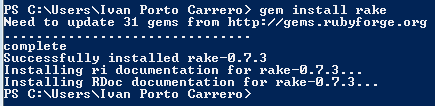 PS C:\Users\Ivan Porto Carrero> gem install rake
Need to update 31 gems from http://gems.rubyforge.org
...............................
complete
Successfully installed rake-0.7.3
Installing ri documentation for rake-0.7.3...
Installing RDoc documentation for rake-0.7.3...
PS C:\Users\Ivan Porto Carrero>